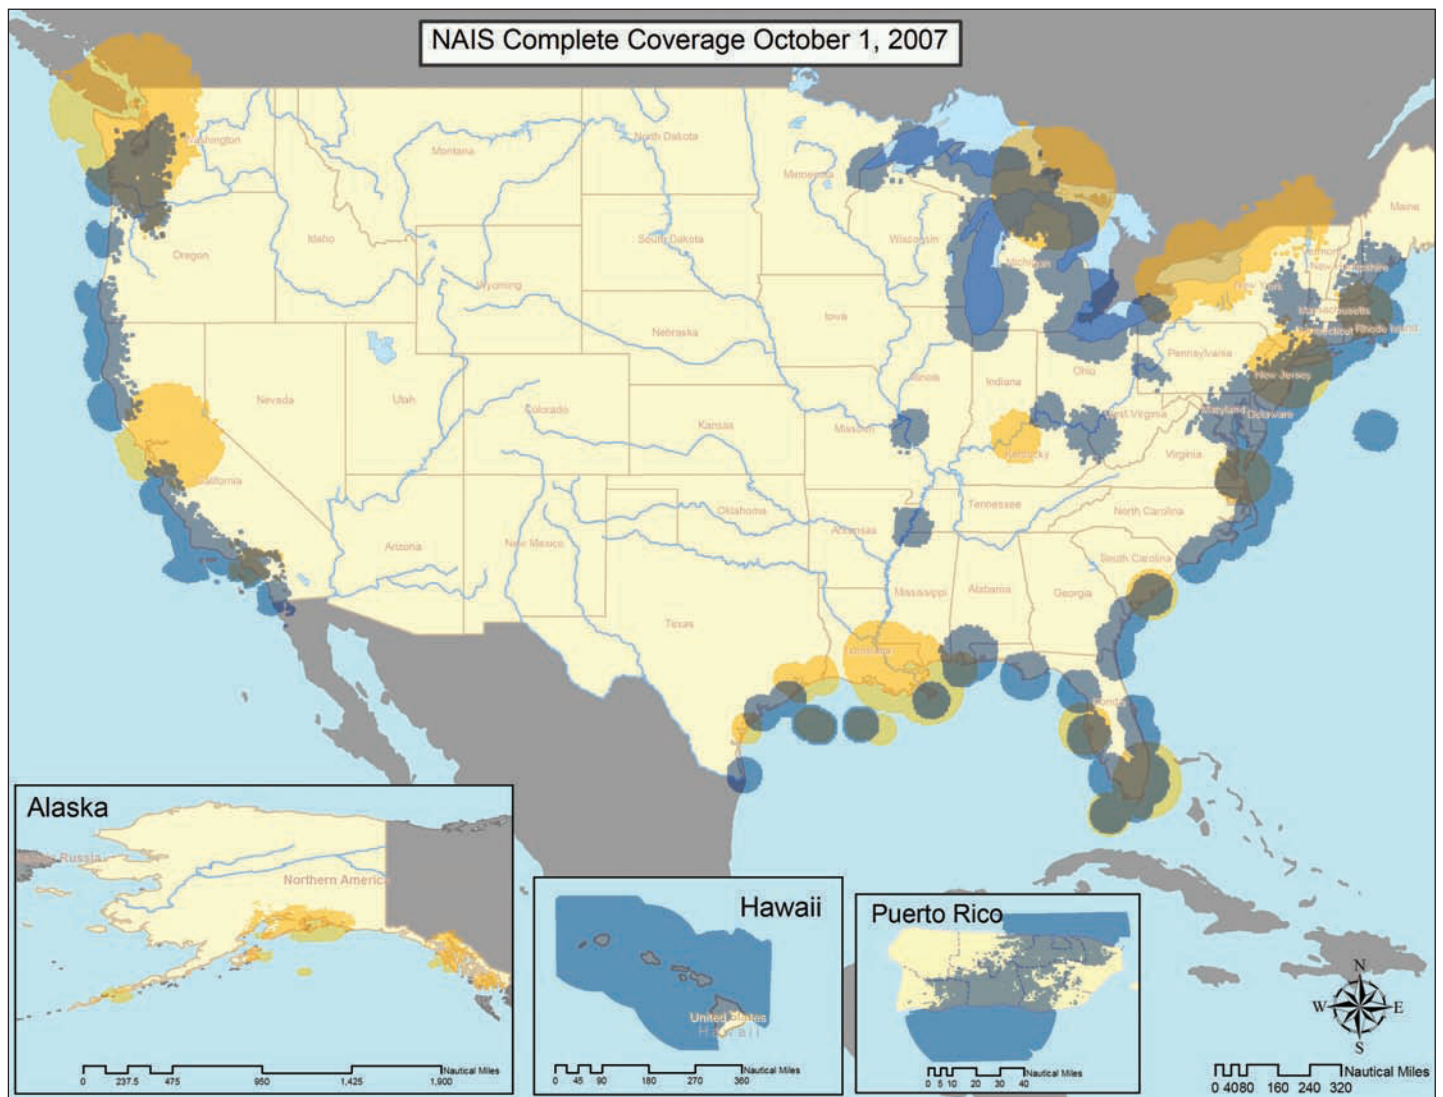 NAIS Complete Coverage October 1, 2007
Washington
Montana
North Dakota
Minnesota
Maine
Oregon
Idaho
South Dakota
Wisconsin
Michigan
Vermont
New Hampshire
Wyoming
New York
Massachusetts
Connecticut
Rhode Island
Iowa
Nebraska
Pennsylvania
Nevada
Utah
Colorado
Illinois
Indiana
Ohio
New Jersey
Kansas
Missouri
West Virginia
Maryland
Delaware
California
Kentucky
Virginia
Arizona
New Mexico
Oklahoma
Arkansas
Tennessee
North Carolina
South Carolina
Texas
Mississippi
Alabama
Georgia
Louisiana
Florida
Alaska
Russia
Northern America
Nautical Miles
0 237.5 475 950 1,425 1,900
Hawaii
United States
Hawaii
Nautical Miles
0 45 90 180 270 360
Puerto Rico
Nautical Miles
0 5 10 20 30 40
N
W E
S
Nautical Miles
0 40 80 160 240 320